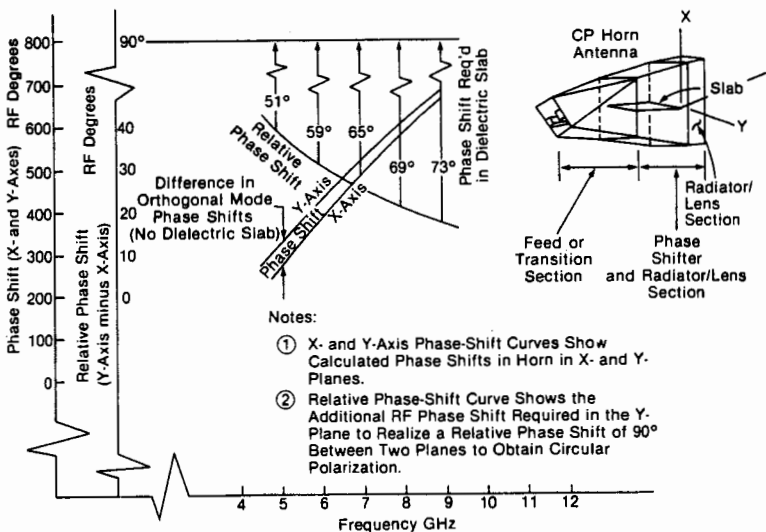 Phase Shift (X- and Y-Axes) RF Degrees
800
700
600
500
400
300
200
100
0
Relative Phase Shift
(Y-Axis minus X-Axis)
RF Degrees
90°
40
30
20
10
0
51°
59°
65°
69°
73°
Relative
Phase Shift
Y-Axis
Phase Shift
X-Axis
Difference in
Orthogonal Mode
Phase Shifts
(No Dielectric Slab)
Phase Shift Req'd
in Dielectric Slab
CP Horn
Antenna
X
Slab
Y
Radiator/
Lens
Section
Feed or
Transition
Section
Phase
Shifter
and Radiator/Lens
Section
Notes:
① X- and Y-Axis Phase-Shift Curves Show
Calculated Phase Shifts in Horn in X- and Y-
Planes.
② Relative Phase-Shift Curve Shows the
Additional RF Phase Shift Required in the Y-
Plane to Realize a Relative Phase Shift of 90°
Between Two Planes to Obtain Circular
Polarization.
4 5 6 7 8 9 10 11 12
Frequency GHz